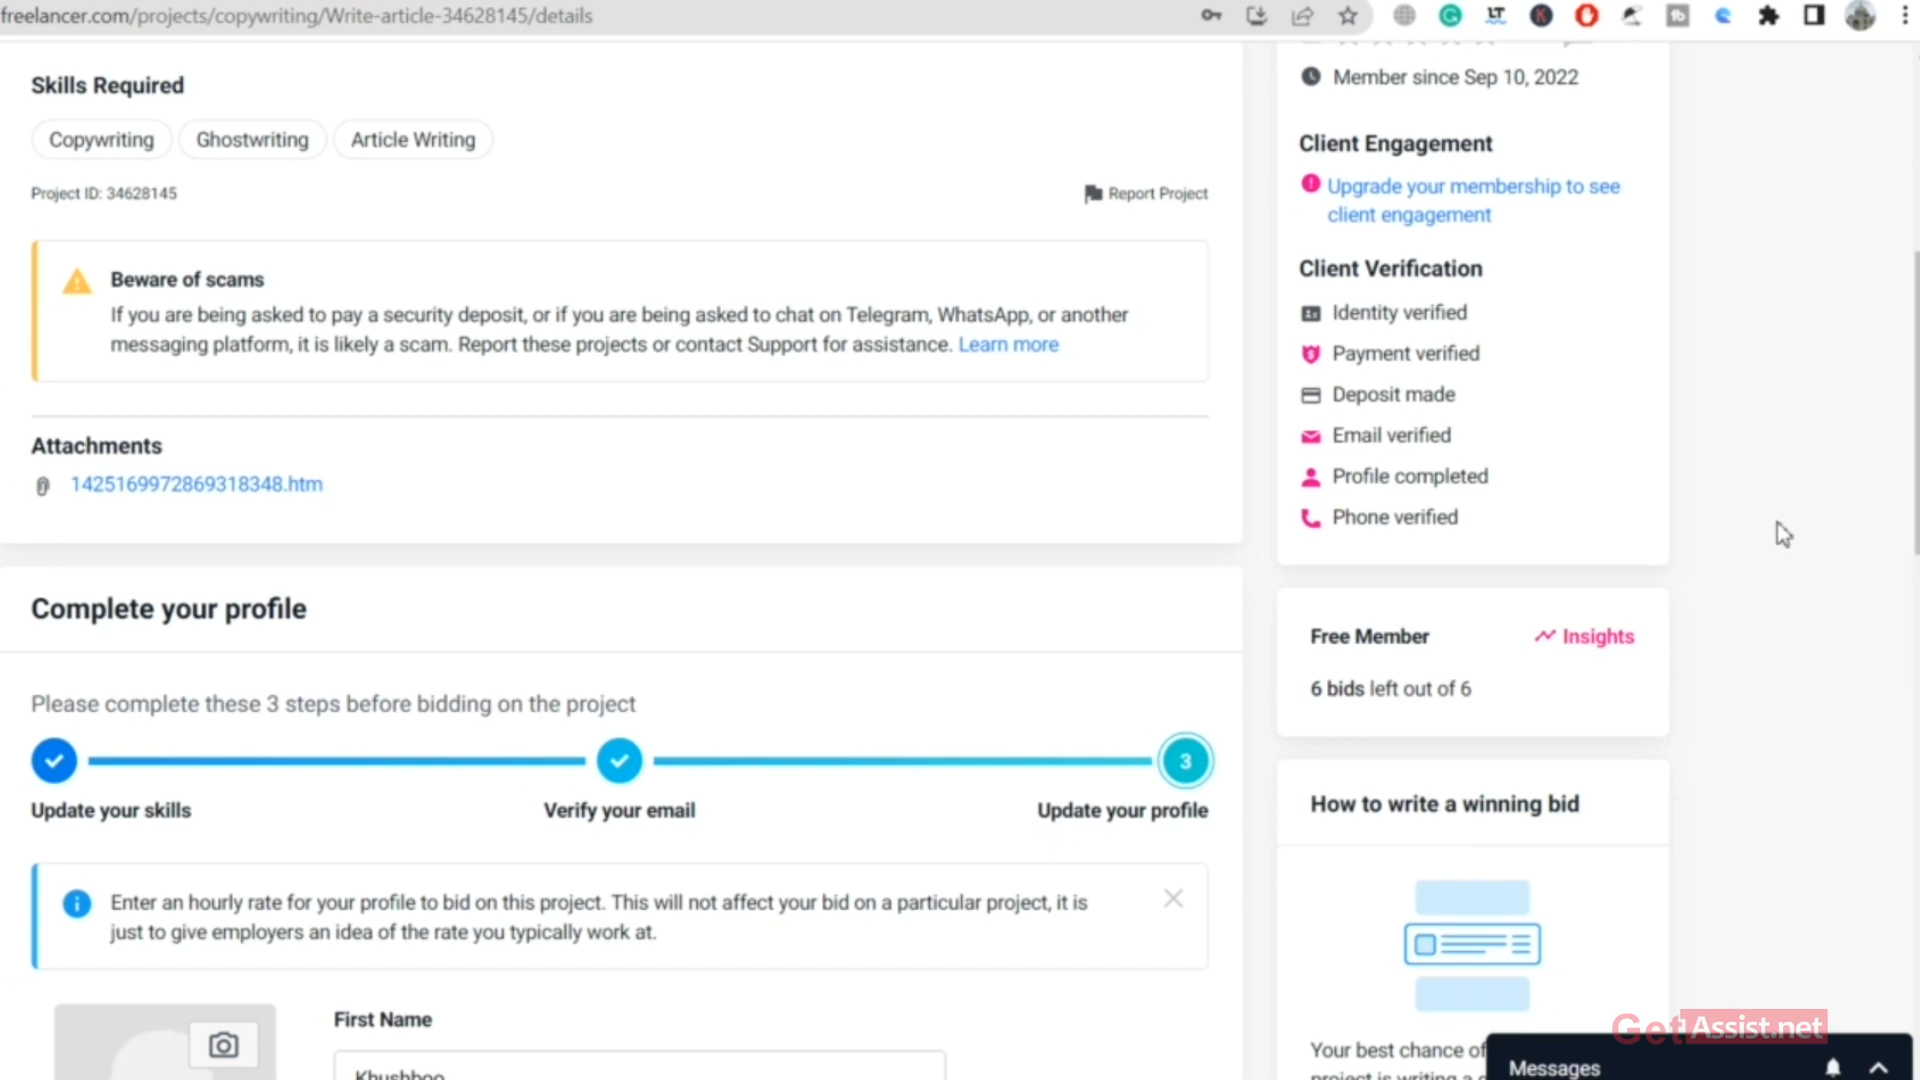 freelancer.com/projects/copywriting/Write-article-34628145/details
Skills Required
Copywriting
Ghostwriting
Article Writing
Project ID: 34628145
Report Project
Beware of scams
If you are being asked to pay a security deposit, or if you are being asked to chat on Telegram, WhatsApp, or another
messaging platform, it is likely a scam. Report these projects or contact Support for assistance. Learn more
Attachments
1425169972869318348.htm
Complete your profile
Please complete these 3 steps before bidding on the project
3
Update your skills
Verify your email
Update your profile
Enter an hourly rate for your profile to bid on this project. This will not affect your bid on a particular project, it is
just to give employers an idea of the rate you typically work at.
First Name
Khushboo
Member since Sep 10, 2022
Client Engagement
Upgrade your membership to see
client engagement
Client Verification
Identity verified
Payment verified
Deposit made
Email verified
Profile completed
Phone verified
Free Member
Insights
6 bids left out of 6
How to write a winning bid
Your best chance of
project is writing a
GetAssist.net
Messages